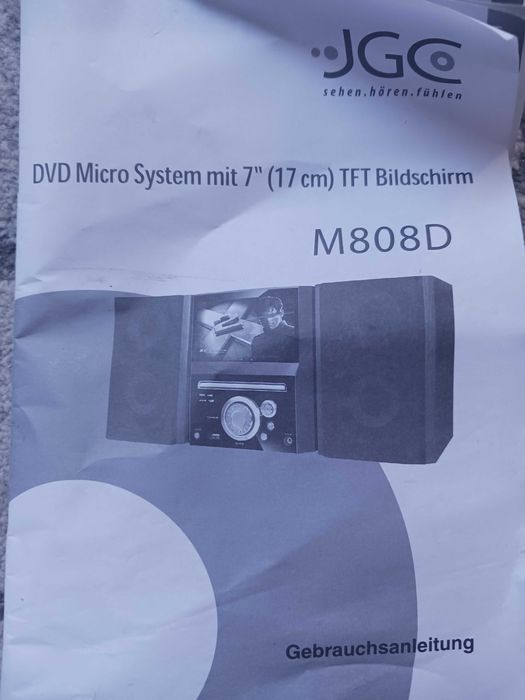 JGC
sehen.hören.fühlen
DVD Micro System mit 7" (17 cm) TFT Bildschirm
M808D
Gebrauchsanleitung